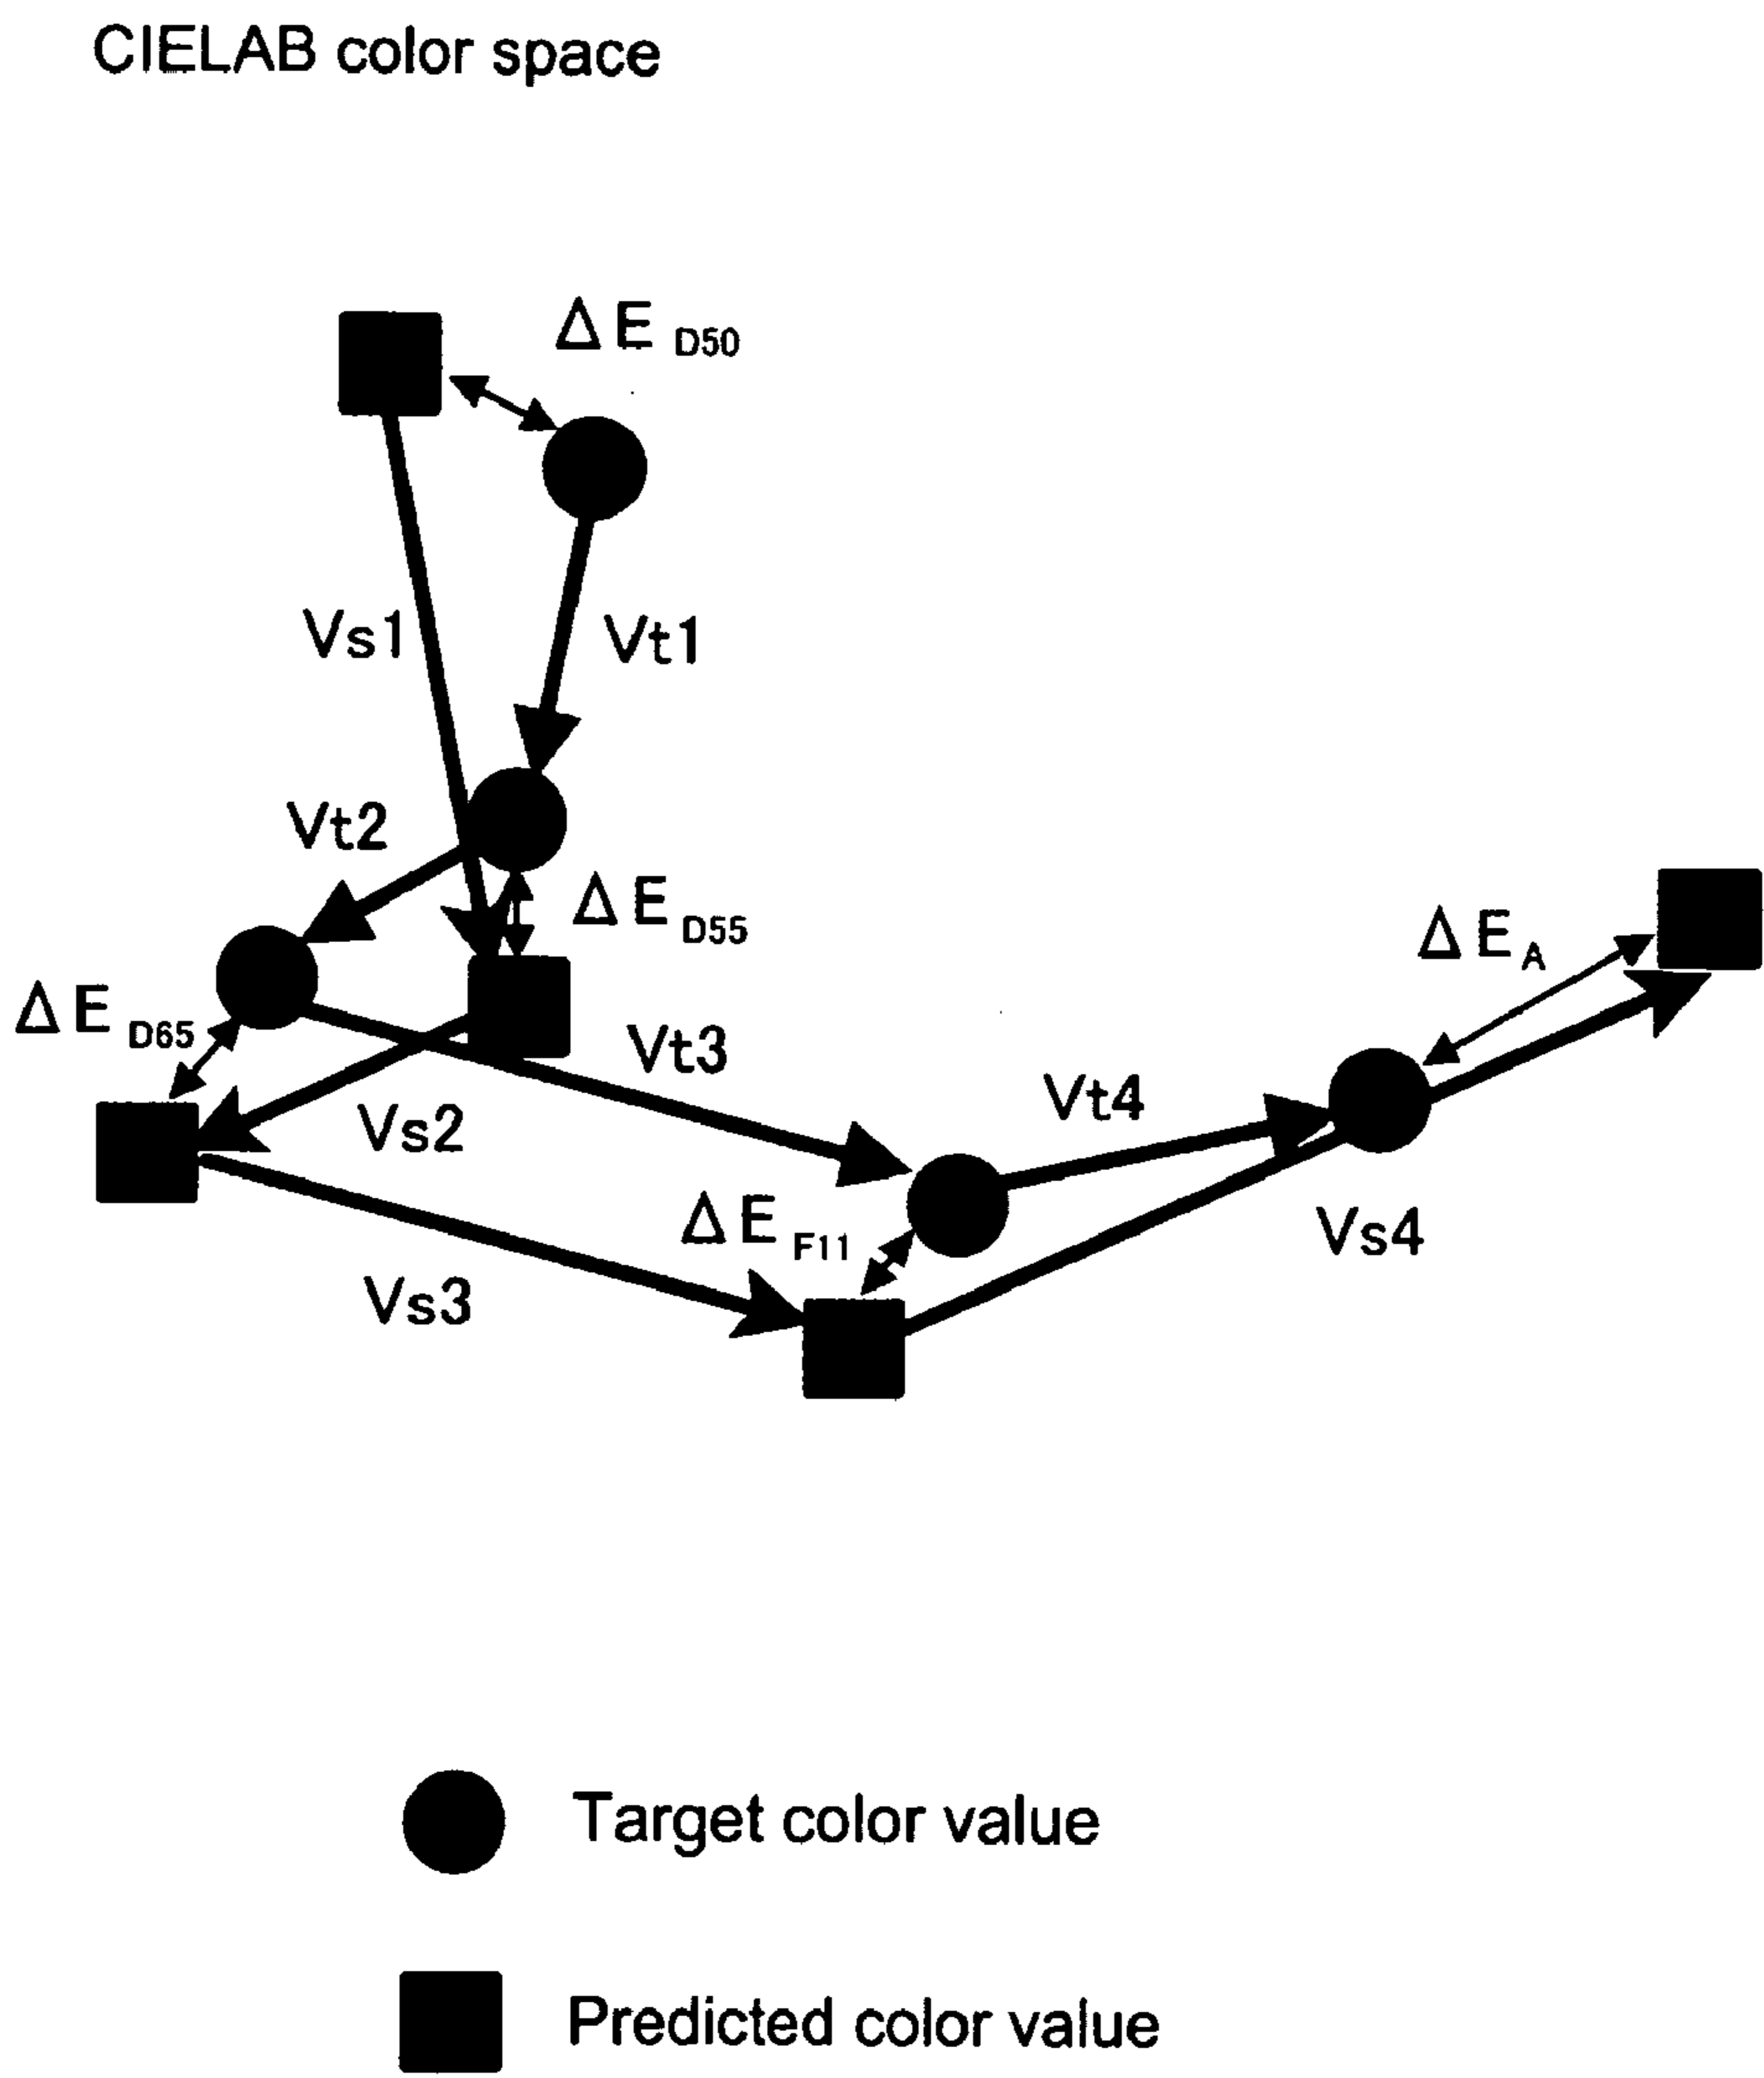 CIELAB color space
ΔE D50
Vs1
Vt1
Vt2
ΔE D55
ΔE A
ΔE D65
Vt3
Vt4
Vs2
ΔE F11
Vs4
Vs3
Target color value
Predicted color value